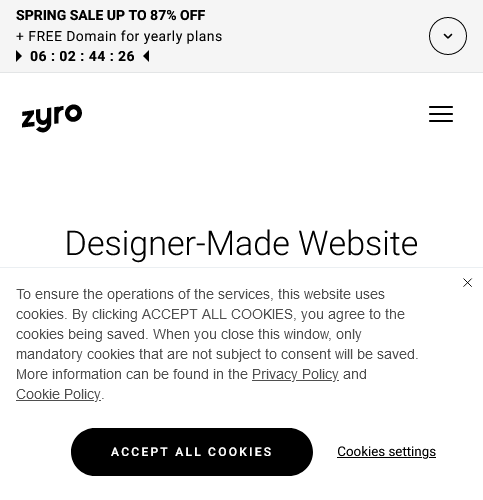 SPRING SALE UP TO 87% OFF
+ FREE Domain for yearly plans
06 : 02 : 44 : 26
zyro
Designer-Made Website
To ensure the operations of the services, this website uses
cookies. By clicking ACCEPT ALL COOKIES, you agree to the
cookies being saved. When you close this window, only
mandatory cookies that are not subject to consent will be saved.
More information can be found in the Privacy Policy and
Cookie Policy.
ACCEPT ALL COOKIES
Cookies settings